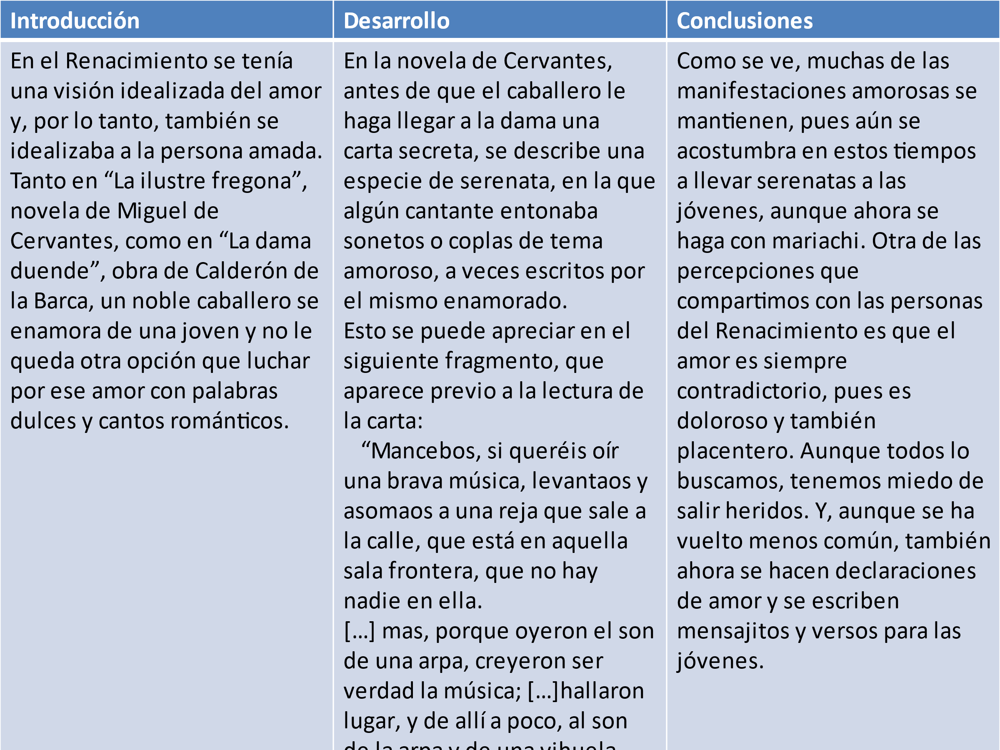 Introducción
En el Renacimiento se tenía
una visión idealizada del amor
y, por lo tanto, también se
idealizaba a la persona amada.
Tanto en “La ilustre fregona”,
novela de Miguel de
Cervantes, como en “La dama
duende”, obra de Calderón de
la Barca, un noble caballero se
enamora de una joven y no le
queda otra opción que luchar
por ese amor con palabras
dulces y cantos románticos.
Desarrollo
En la novela de Cervantes,
antes de que el caballero le
haga llegar a la dama una
carta secreta, se describe una
especie de serenata, en la que
algún cantante entonaba
sonetos o coplas de tema
amoroso, a veces escritos por
el mismo enamorado.
Esto se puede apreciar en el
siguiente fragmento, que
aparece previo a la lectura de
la carta:
“Mancebos, si queréis oír
una brava música, levantaos y
asomaos a una reja que sale a
la calle, que está en aquella
sala frontera, que no hay
nadie en ella.
[…] mas, porque oyeron el son
de una arpa, creyeron ser
verdad la música; […]hallaron
lugar, y de allí a poco, al son
de la arpa y de una vihuela
Conclusiones
Como se ve, muchas de las
manifestaciones amorosas se
mantienen, pues aún se
acostumbra en estos tiempos
a llevar serenatas a las
jóvenes, aunque ahora se
haga con mariachi. Otra de las
percepciones que
compartimos con las personas
del Renacimiento es que el
amor es siempre
contradictorio, pues es
doloroso y también
placentero. Aunque todos lo
buscamos, tenemos miedo de
salir heridos. Y, aunque se ha
vuelto menos común, también
ahora se hacen declaraciones
de amor y se escriben
mensajitos y versos para las
jóvenes.